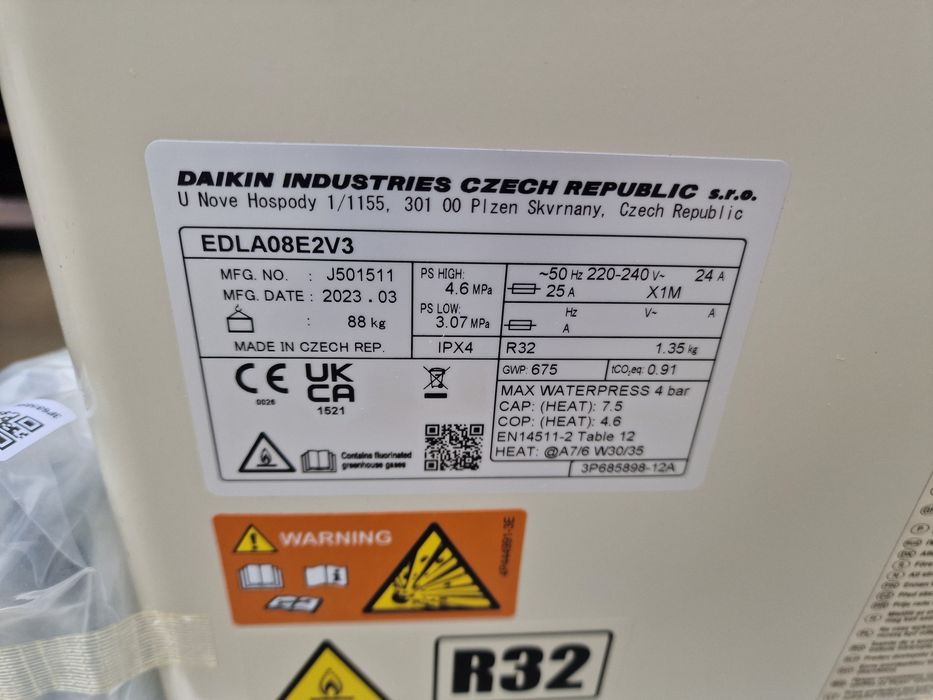 DAIKIN INDUSTRIES CZECH REPUBLIC s.r.o.
U Nove Hospody 1/1155, 301 00 Plzen Skvrnany, Czech Republic
EDLA08E2V3
MFG. NO. : J501511
MFG. DATE : 2023.03
: 88 kg
MADE IN CZECH REP.
PS HIGH:
4.6 MPa
PS LOW:
3.07 MPa
IPX4
~50 Hz 220-240 V~ 24 A
25 A X1M
Hz V~ A
A
R32 1.35 kg
GWP: 675 tCO₂eq: 0.91
CE
0026
UK
CA
1521
MAX WATERPRESS 4 bar
CAP: (HEAT): 7.5
COP: (HEAT): 4.6
EN14511-2 Table 12
HEAT: @A7/6 W30/35
Contains fluorinated
greenhouse gases
3P685898-12A
WARNING
4P444991-3E
R32